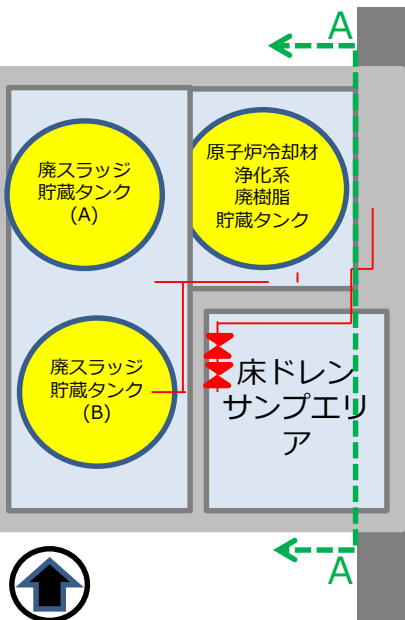 A
廃スラッジ
貯蔵タンク
(A)
原子炉冷却材
浄化系
廃樹脂
貯蔵タンク
廃スラッジ
貯蔵タンク
(B)
床ドレン
サンプエリ
ア
A